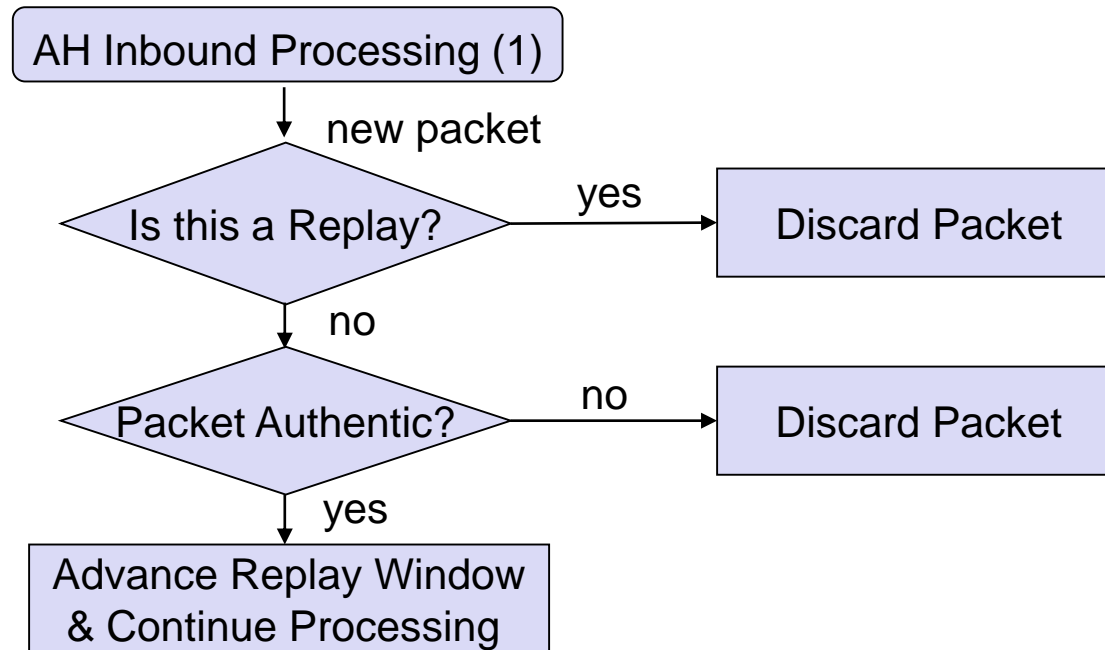 AH Inbound Processing (1)
new packet
Is this a Replay?
yes
Discard Packet
no
Packet Authentic?
no
Discard Packet
yes
Advance Replay Window
& Continue Processing